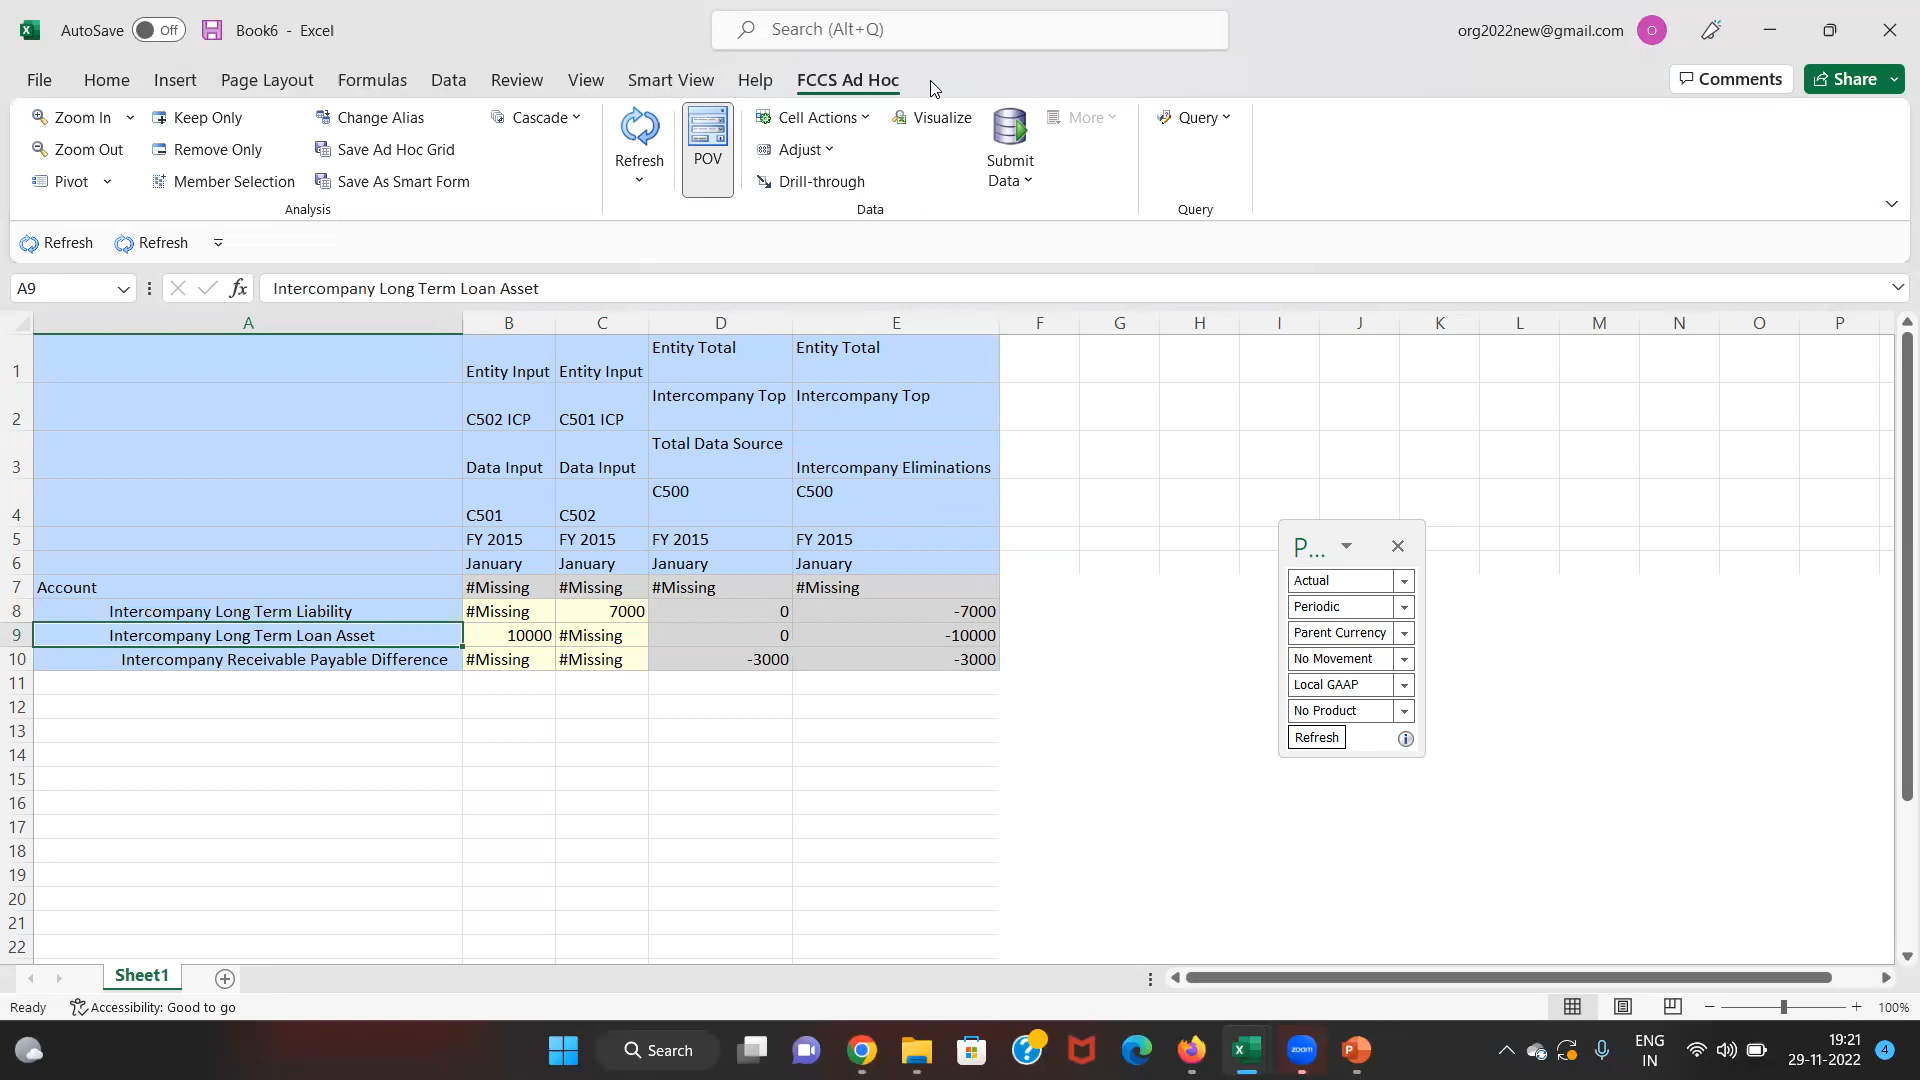 AutoSave Off Book6 - Excel Search (Alt+Q) org2022new@gmail.com O
File Home Insert Page Layout Formulas Data Review View Smart View Help FCCS Ad Hoc Comments Share
Zoom In Keep Only Change Alias Cascade Cell Actions Visualize More Query
Zoom Out Remove Only Save Ad Hoc Grid Refresh POV Adjust Submit Data
Pivot Member Selection Save As Smart Form Drill-through
Analysis Data Query
Refresh Refresh
A9 fx Intercompany Long Term Loan Asset
A B C D E F G H I J K L M N O P
1 Entity Input Entity Input Entity Total Entity Total
2 C502 ICP C501 ICP Intercompany Top Intercompany Top
3 Data Input Data Input Total Data Source Intercompany Eliminations
4 C501 C502 C500 C500
5 FY 2015 FY 2015 FY 2015 FY 2015
6 January January January January
7 Account #Missing #Missing #Missing #Missing
8 Intercompany Long Term Liability #Missing 7000 0 -7000
9 Intercompany Long Term Loan Asset 10000 #Missing 0 -10000
10 Intercompany Receivable Payable Difference #Missing #Missing -3000 -3000
11
12
13
14
15
16
17
18
19
20
21
22
P...
Actual
Periodic
Parent Currency
No Movement
Local GAAP
No Product
Refresh
Sheet1
Ready Accessibility: Good to go 100%
Search zoom ENG IN 19:21 29-11-2022 4